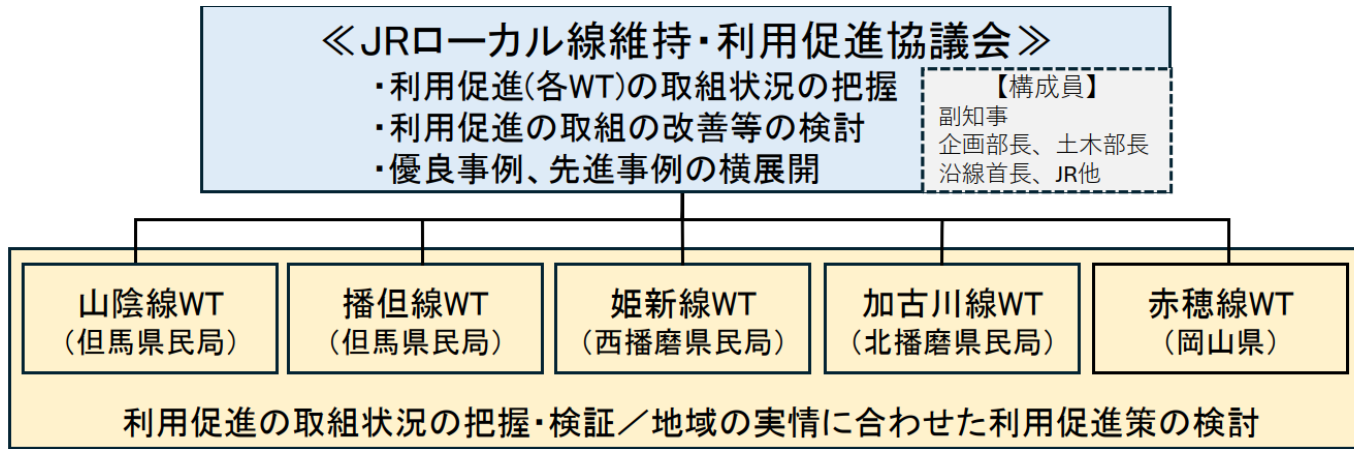 ≪JRローカル線維持・利用促進協議会≫
・利用促進(各WT)の取組状況の把握
・利用促進の取組の改善等の検討
・優良事例、先進事例の横展開
【構成員】
副知事
企画部長、土木部長
沿線首長、JR他
山陰線WT
（但馬県民局）
播但線WT
（但馬県民局）
姫新線WT
（西播磨県民局）
加古川線WT
（北播磨県民局）
赤穂線WT
（岡山県）
利用促進の取組状況の把握・検証／地域の実情に合わせた利用促進策の検討